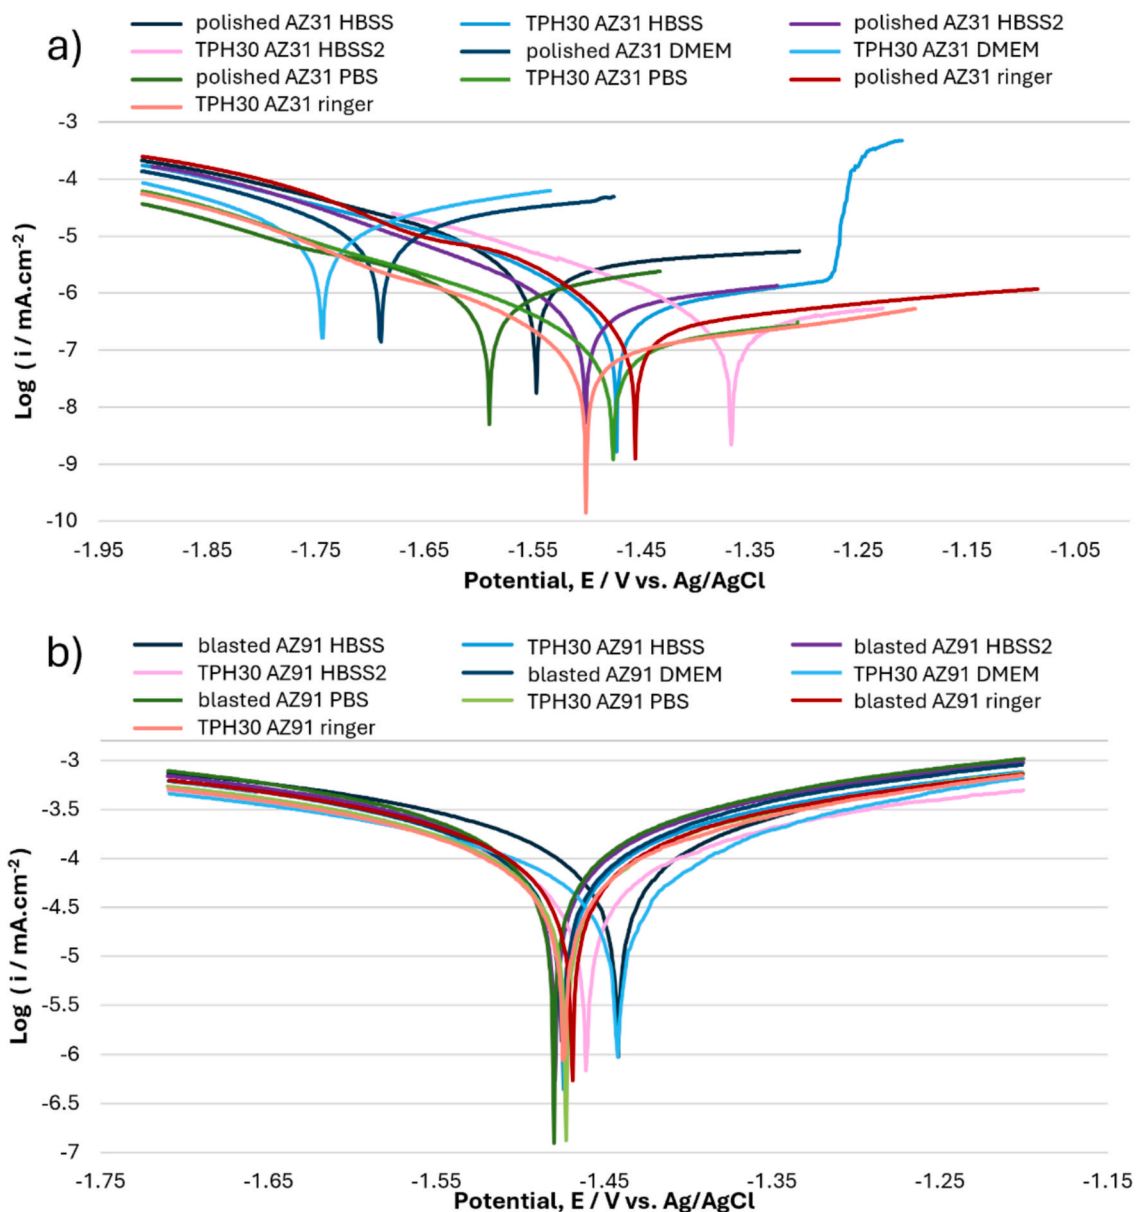 a)
polished AZ31 HBSS TPH30 AZ31 HBSS polished AZ31 HBSS2
TPH30 AZ31 HBSS2 polished AZ31 DMEM TPH30 AZ31 DMEM
polished AZ31 PBS TPH30 AZ31 PBS polished AZ31 ringer
TPH30 AZ31 ringer
-3
-4
-5
-6
-7
-8
-9
-10
Log ( i / mA.cm-2)
-1.95 -1.85 -1.75 -1.65 -1.55 -1.45 -1.35 -1.25 -1.15 -1.05
Potential, E / V vs. Ag/AgCl
b)
blasted AZ91 HBSS TPH30 AZ91 HBSS blasted AZ91 HBSS2
TPH30 AZ91 HBSS2 blasted AZ91 DMEM TPH30 AZ91 DMEM
blasted AZ91 PBS TPH30 AZ91 PBS blasted AZ91 ringer
TPH30 AZ91 ringer
-3
-3.5
-4
-4.5
-5
-5.5
-6
-6.5
-7
Log ( i / mA.cm-2)
-1.75 -1.65 -1.55 -1.45 -1.35 -1.25 -1.15
Potential, E / V vs. Ag/AgCl